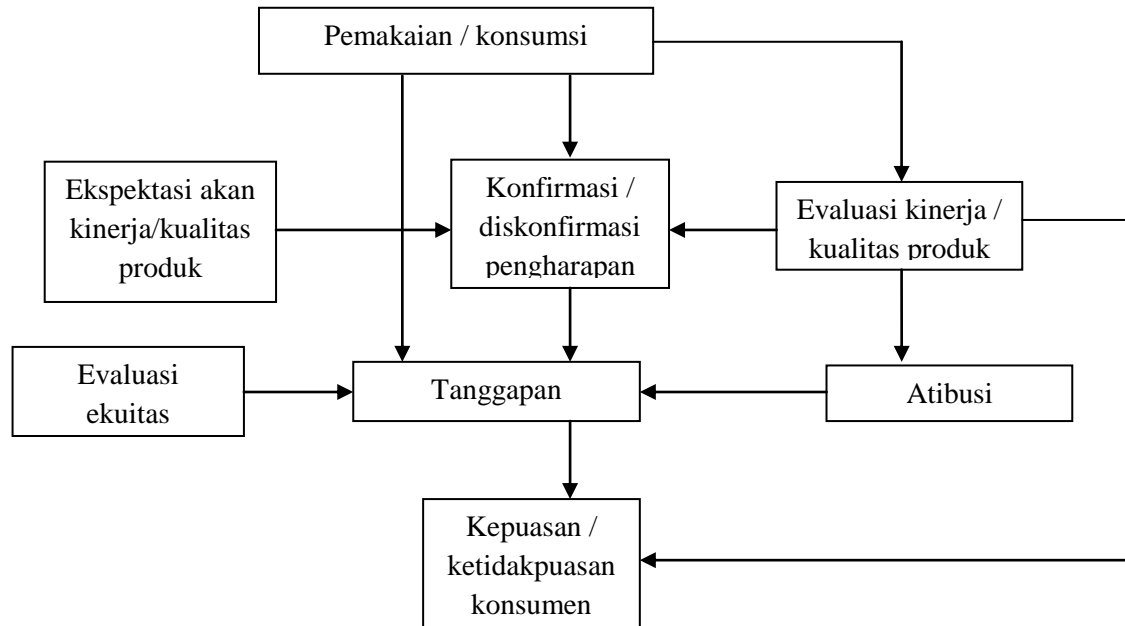 Pemakaian / konsumsi
Ekspektasi akan
kinerja/kualitas
produk
Konfirmasi /
diskonfirmasi
pengharapan
Evaluasi kinerja /
kualitas produk
Evaluasi
ekuitas
Tanggapan
Atibusi
Kepuasan /
ketidakpuasan
konsumen